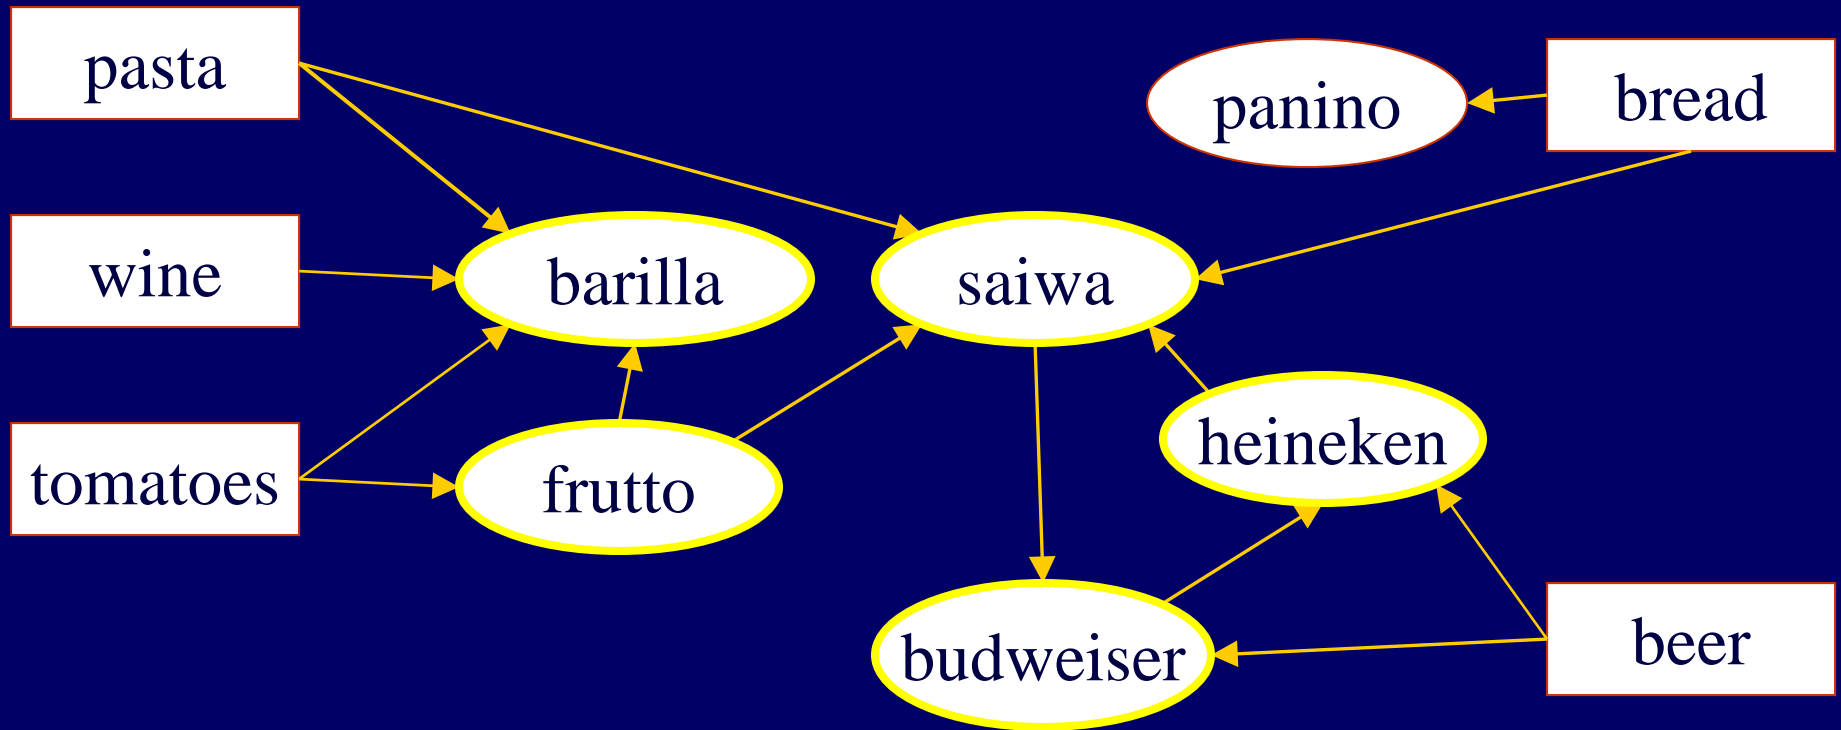 pasta
panino
bread
wine
barilla
saiwa
heineken
tomatoes
frutto
budweiser
beer